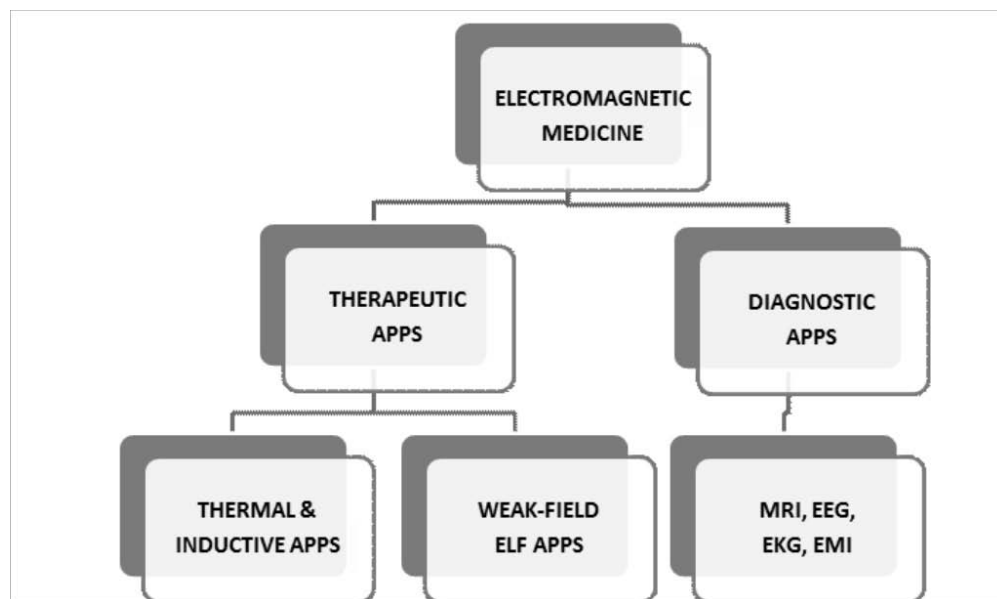 ELECTROMAGNETIC
MEDICINE
THERAPEUTIC
APPS
DIAGNOSTIC
APPS
THERMAL &
INDUCTIVE APPS
WEAK-FIELD
ELF APPS
MRI, EEG,
EKG, EMI